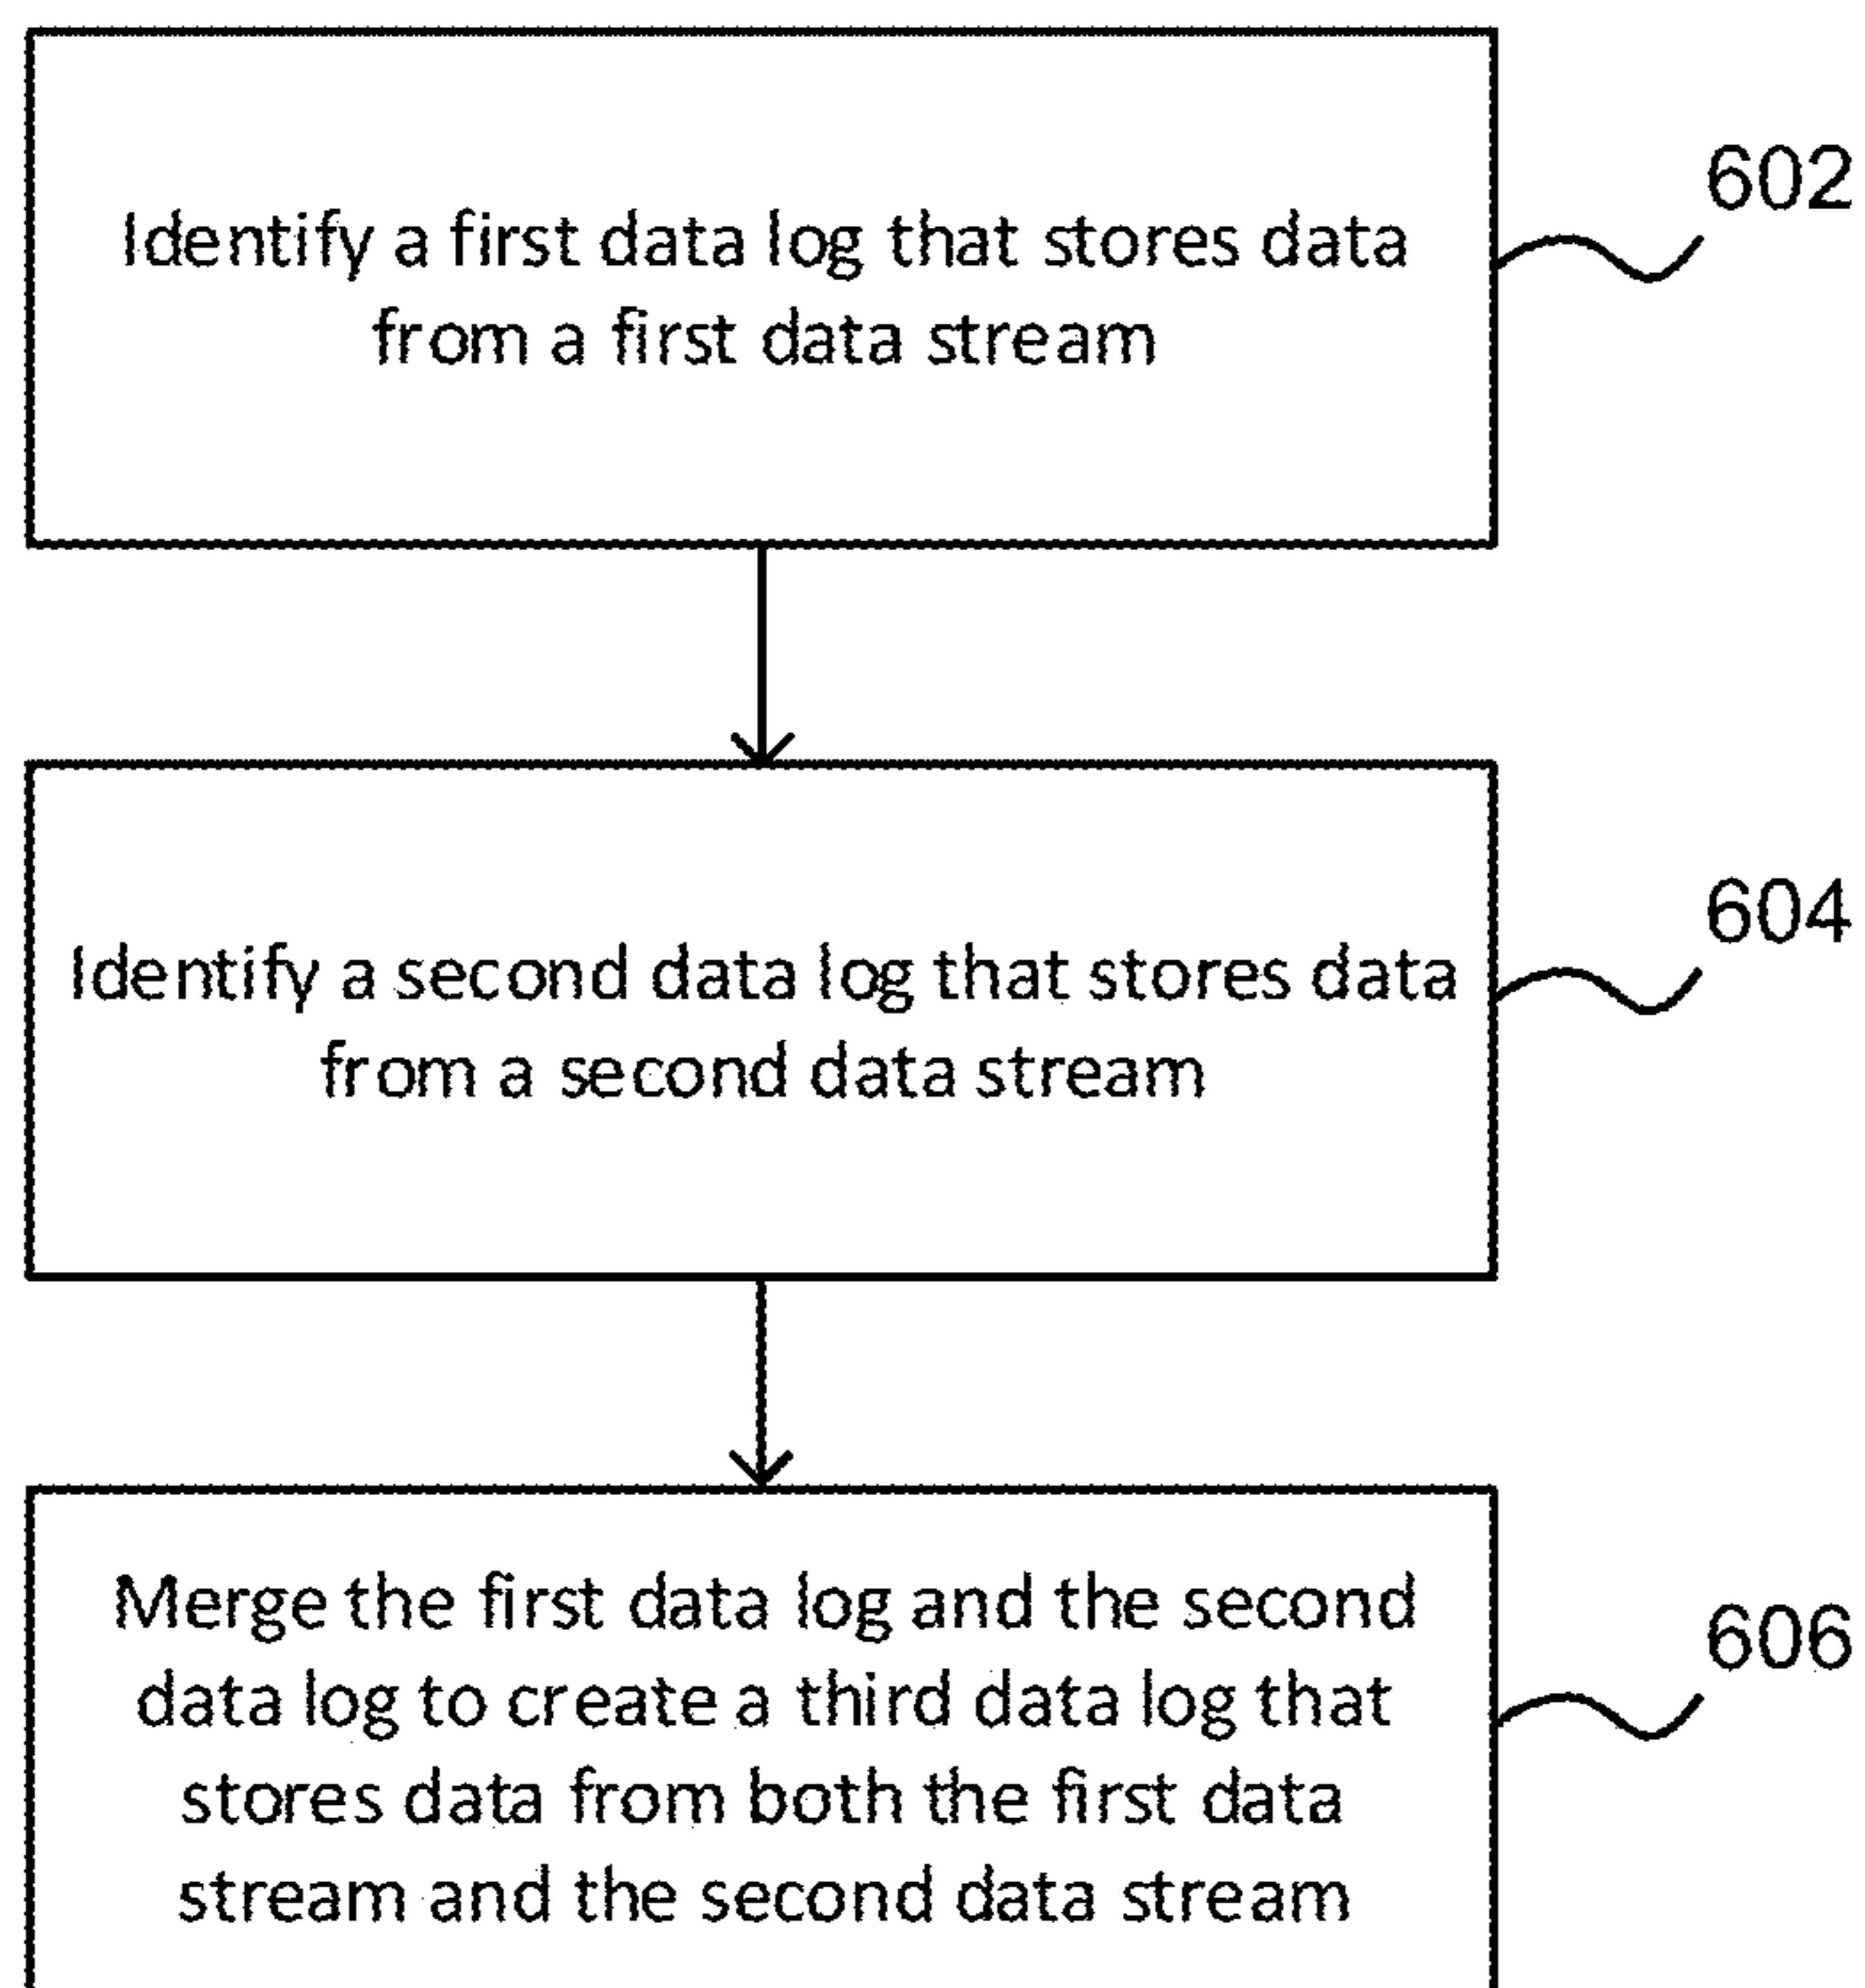 Identify a first data log that stores data
from a first data stream
602
Identify a second data log that stores data
from a second data stream
604
Merge the first data log and the second
data log to create a third data log that
stores data from both the first data
stream and the second data stream
606